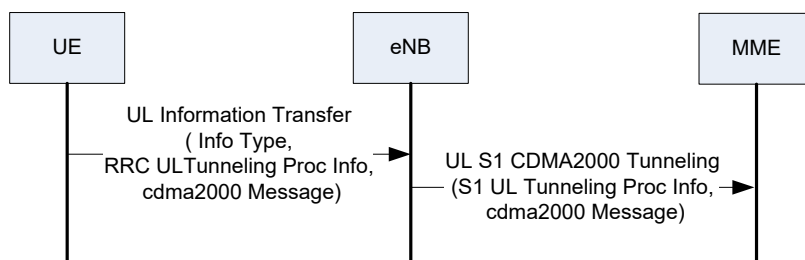 UE
eNB
MME
UL Information Transfer
( Info Type,
RRC ULTunneling Proc Info,
cdma2000 Message)
UL S1 CDMA2000 Tunneling
(S1 UL Tunneling Proc Info,
cdma2000 Message)